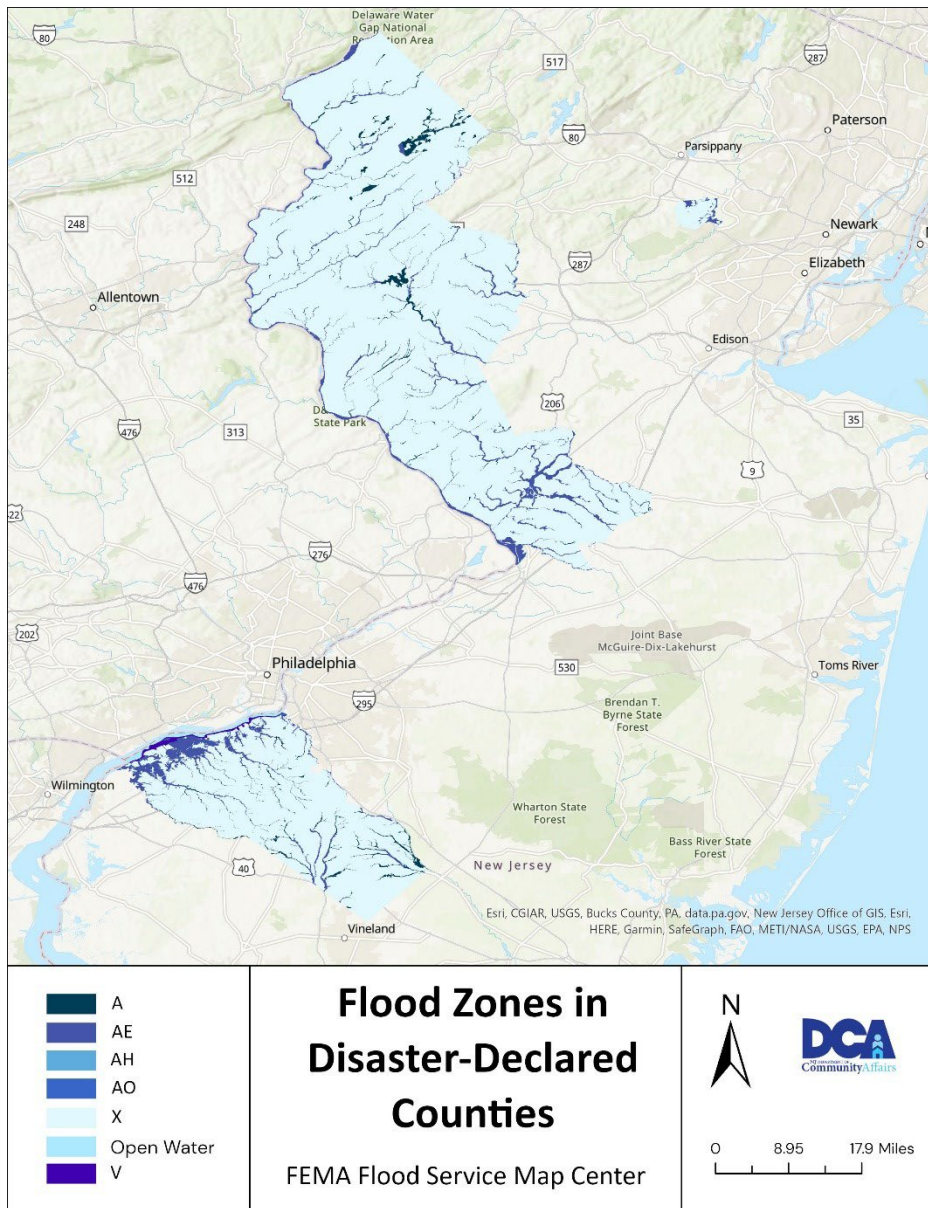 Delaware Water
Gap National
Recreation Area
80
517
287
Paterson
80
Parsippany
512
248
Newark
Elizabeth
287
Allentown
Edison
206
State Park
35
476
313
9
22
276
476
202
Joint Base
McGuire-Dix-Lakehurst
Philadelphia
530
Toms River
295
Brendan T.
Byrne State
Forest
Wilmington
Wharton State
Forest
Bass River State
Forest
40
New Jersey
Esri, CGIAR, USGS, Bucks County, PA, data.pa.gov, New Jersey Office of GIS, Esri,
HERE, Garmin, SafeGraph, FAO, METI/NASA, USGS, EPA, NPS
Vineland
A
AE
AH
AO
X
Open Water
V
Flood Zones in
Disaster-Declared
Counties
FEMA Flood Service Map Center
N
DCA
NJ DEPARTMENT OF
CommunityAffairs
0 8.95 17.9 Miles